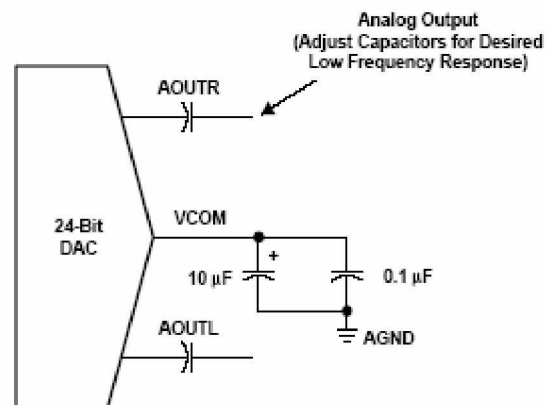 Analog Output
(Adjust Capacitors for Desired
Low Frequency Response)
AOUTR
24-Bit
DAC
VCOM
+
10 μF
0.1 μF
AGND
AOUTL